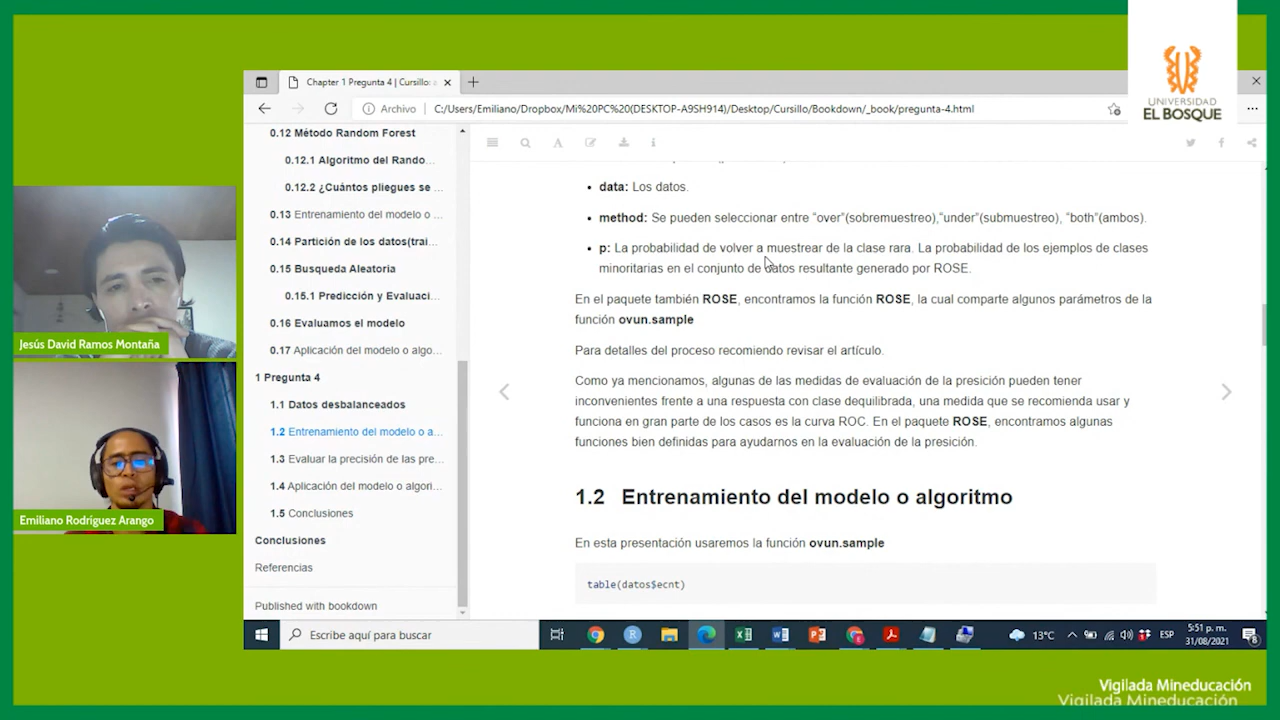 UNIVERSIDAD
EL BOSQUE
Chapter 1 Pregunta 4 | Cursillo: a
Archivo
C:/Users/Emiliano/Dropbox/Mi%20PC%20(DESKTOP-A9SH914)/Desktop/Cursillo/Bookdown/_book/pregunta-4.html
0.12 Método Random Forest
0.12.1 Algoritmo del Rando…
0.12.2 ¿Cuántos pliegues se …
0.13 Entrenamiento del modelo o …
0.14 Partición de los datos(trai…
0.15 Busqueda Aleatoria
0.15.1 Predicción y Evaluaci…
0.16 Evaluamos el modelo
0.17 Aplicación del modelo o algo…
1 Pregunta 4
1.1 Datos desbalanceados
1.2 Entrenamiento del modelo o a…
1.3 Evaluar la precisión de las pre…
1.4 Aplicación del modelo o algori…
1.5 Conclusiones
Conclusiones
Referencias
Published with bookdown
data: Los datos.
method: Se pueden seleccionar entre “over”(sobremuestreo),“under”(submuestreo), “both”(ambos).
p: La probabilidad de volver a muestrear de la clase rara. La probabilidad de los ejemplos de clases
minoritarias en el conjunto de datos resultante generado por ROSE.
En el paquete también ROSE, encontramos la función ROSE, la cual comparte algunos parámetros de la
función ovun.sample
Para detalles del proceso recomiendo revisar el artículo.
Como ya mencionamos, algunas de las medidas de evaluación de la presición pueden tener
inconvenientes frente a una respuesta con clase dequilibrada, una medida que se recomienda usar y
funciona en gran parte de los casos es la curva ROC. En el paquete ROSE, encontramos algunas
funciones bien definidas para ayudarnos en la evaluación de la presición.
1.2 Entrenamiento del modelo o algoritmo
En esta presentación usaremos la función ovun.sample
table(datos$ecnt)
Jesús David Ramos Montaña
Emiliano Rodríguez Arango
Escribe aquí para buscar
13°C
ESP
5:51 p. m.
31/08/2021
Vigilada Mineducación
Vigilada Mineducación